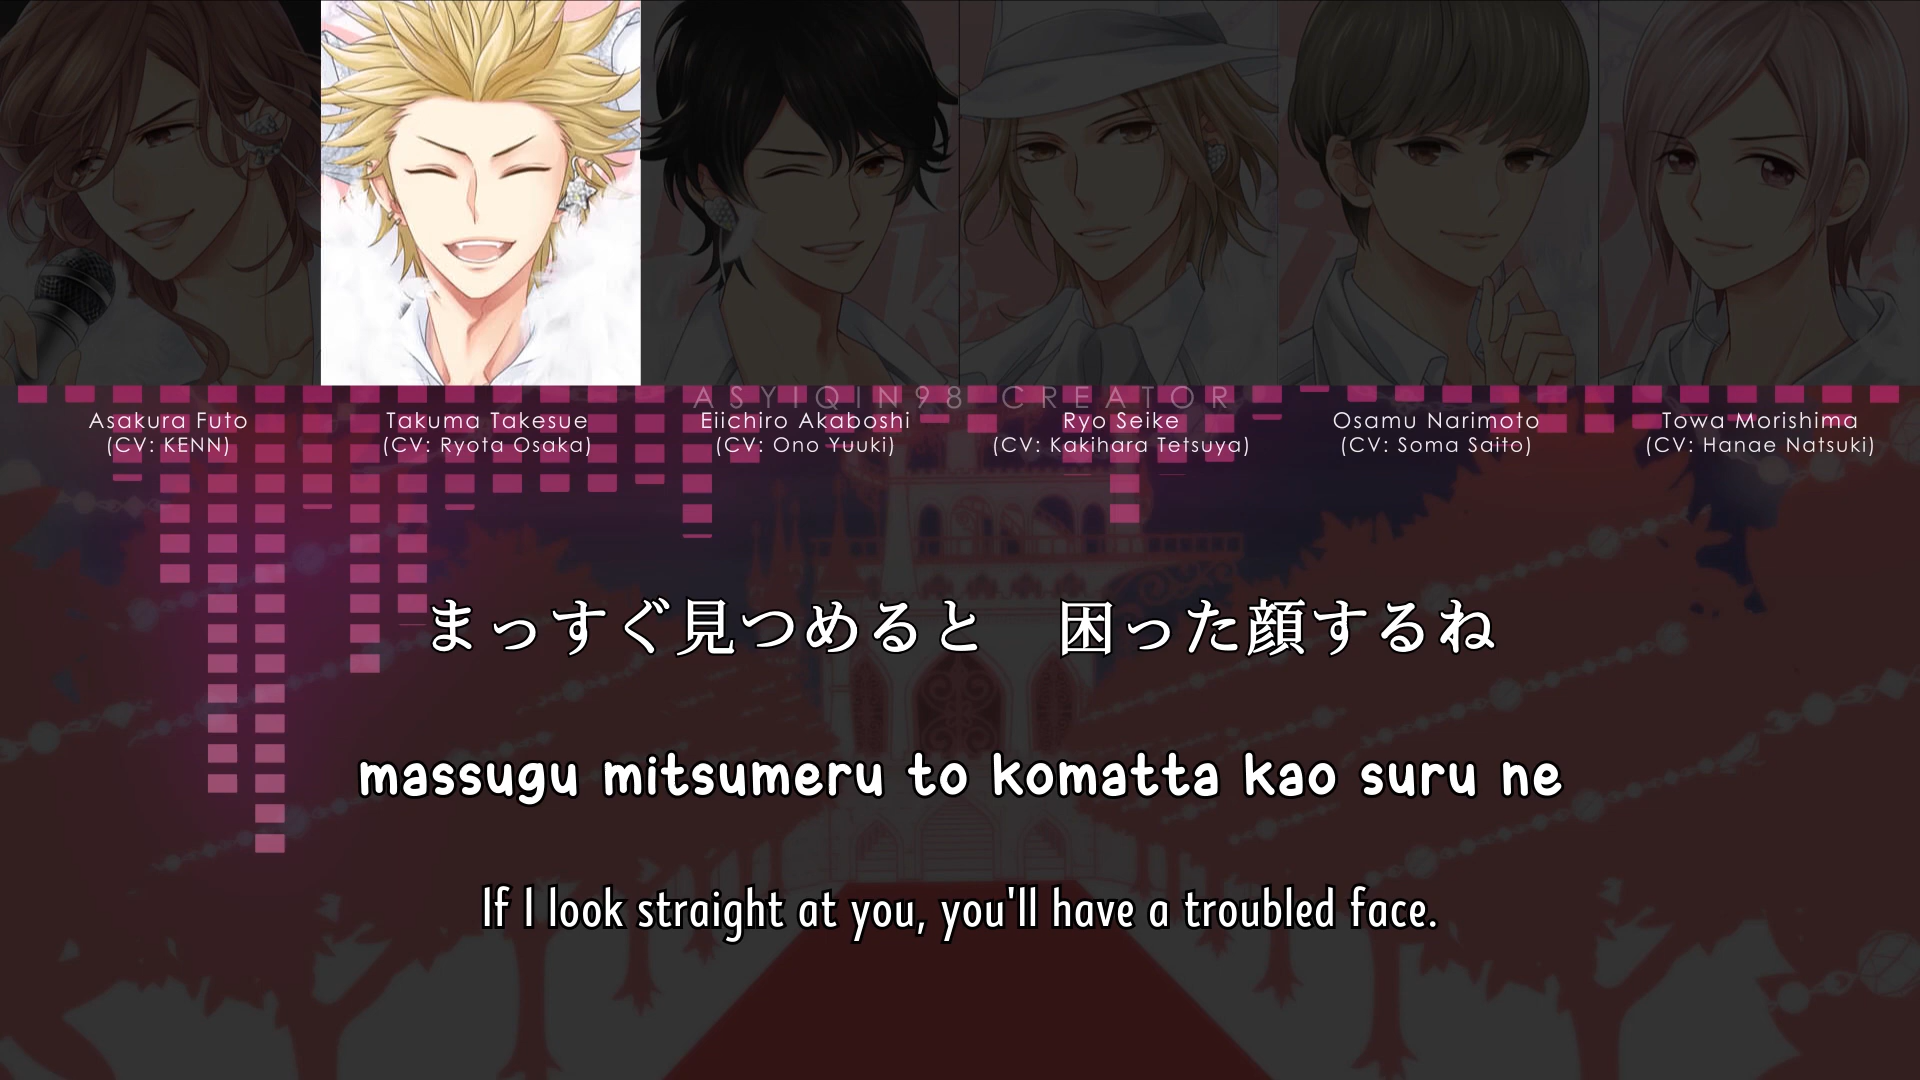 ASYIQIN98 CREATOR
Asakura Futo
(CV: KENN)
Takuma Takesue
(CV: Ryota Osaka)
Eiichiro Akaboshi
(CV: Ono Yuuki)
Ryo Seike
(CV: Kakihara Tetsuya)
Osamu Narimoto
(CV: Soma Saito)
Towa Morishima
(CV: Hanae Natsuki)
まっすぐ見つめると　困った顔するね
massugu mitsumeru to komatta kao suru ne
If I look straight at you, you'll have a troubled face.